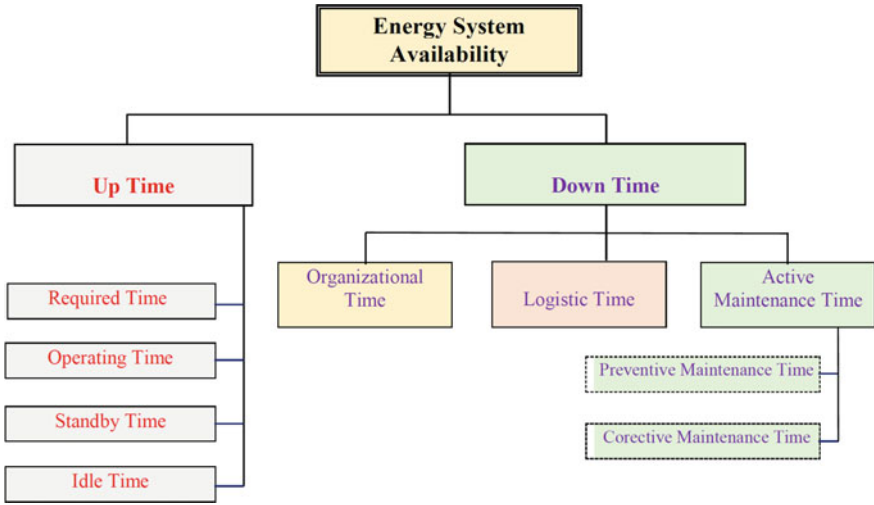 Energy System
Availability
Up Time
Down Time
Organizational
Time
Logistic Time
Active
Maintenance Time
Required Time
Operating Time
Standby Time
Idle Time
Preventive Maintenance Time
Corective Maintenance Time